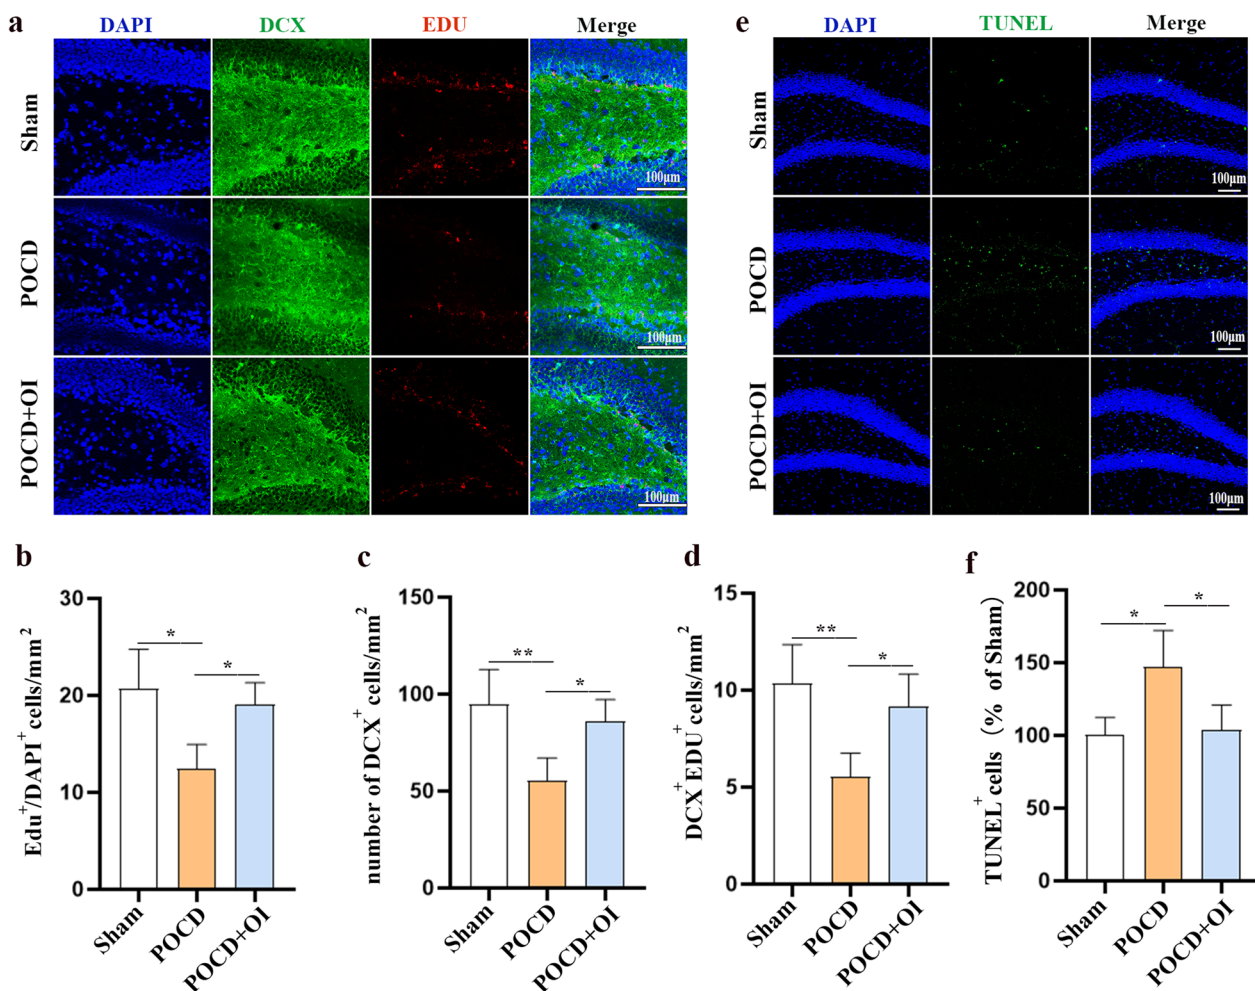 a
DAPI DCX EDU Merge
Sham
100μm
POCD
100μm
POCD+OI
100μm
e
DAPI TUNEL Merge
Sham
100μm
POCD
100μm
POCD+OI
100μm
b
Edu⁺/DAPI⁺ cells/mm²
30
20
10
0
*
*
Sham POCD POCD+OI
c
number of DCX⁺ cells/mm²
150
100
50
0
**
*
Sham POCD POCD+OI
d
DCX⁺ EDU⁺ cells/mm²
15
10
5
0
**
*
Sham POCD POCD+OI
f
TUNEL⁺ cells (% of Sham)
200
150
100
50
0
*
*
Sham POCD POCD+OI